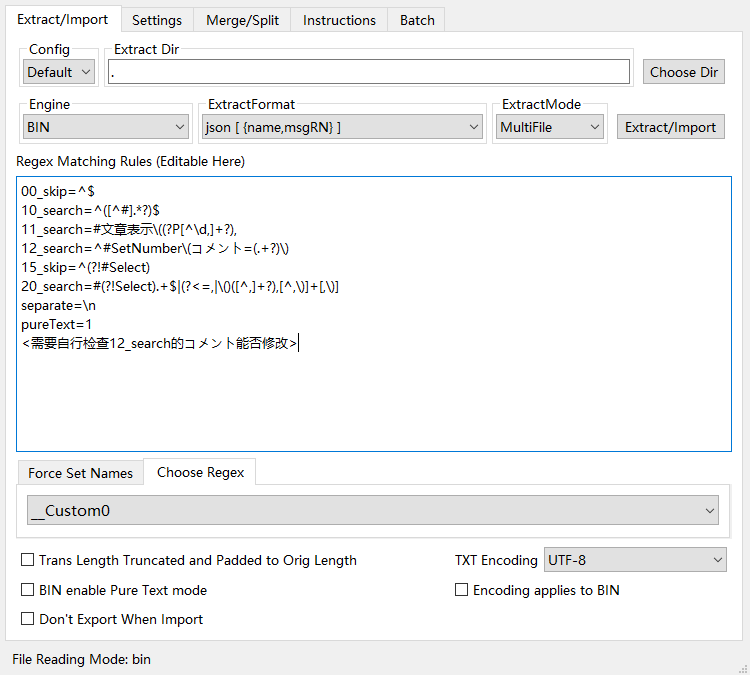 Extract/Import Settings Merge/Split Instructions Batch
Config Extract Dir
Default . Choose Dir
Engine ExtractFormat ExtractMode
BIN json [ {name,msgRN} ] MultiFile Extract/Import
Regex Matching Rules (Editable Here)
00_skip=^$
10_search=^([^#].*?)$
11_search=#文章表示\((?P[^\d,]+?),
12_search=^#SetNumber\(コメント=(.+?)\)
15_skip=^(?!#Select)
20_search=#(?!Select).+$|(?<=,|\()([^,]+?),[^,\)]+[,\)]
separate=\n
pureText=1
<需要自行检查12_search的コメント能否修改>
Force Set Names Choose Regex
__Custom0
Trans Length Truncated and Padded to Orig Length TXT Encoding UTF-8
BIN enable Pure Text mode Encoding applies to BIN
Don't Export When Import
File Reading Mode: bin